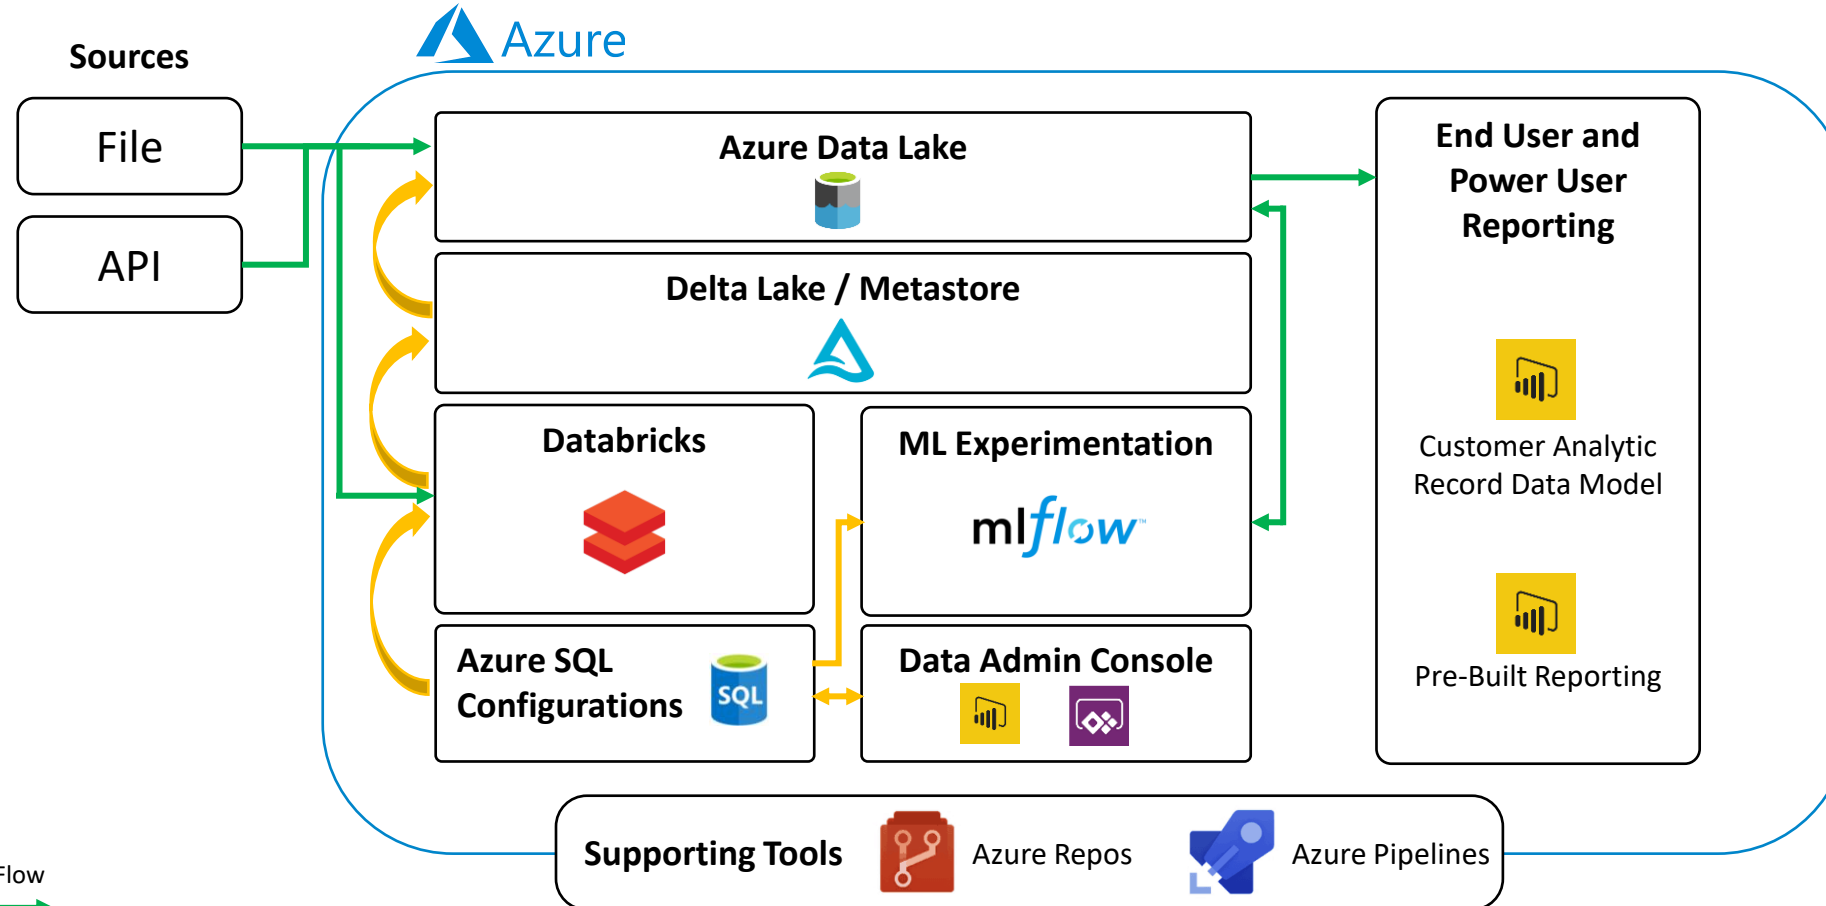 Azure
Sources
File
API
Azure Data Lake
Delta Lake / Metastore
Databricks
ML Experimentation
mlflow™
Azure SQL
Configurations
SQL
Data Admin Console
End User and
Power User
Reporting
Customer Analytic
Record Data Model
Pre-Built Reporting
Supporting Tools
Azure Repos
Azure Pipelines
Flow